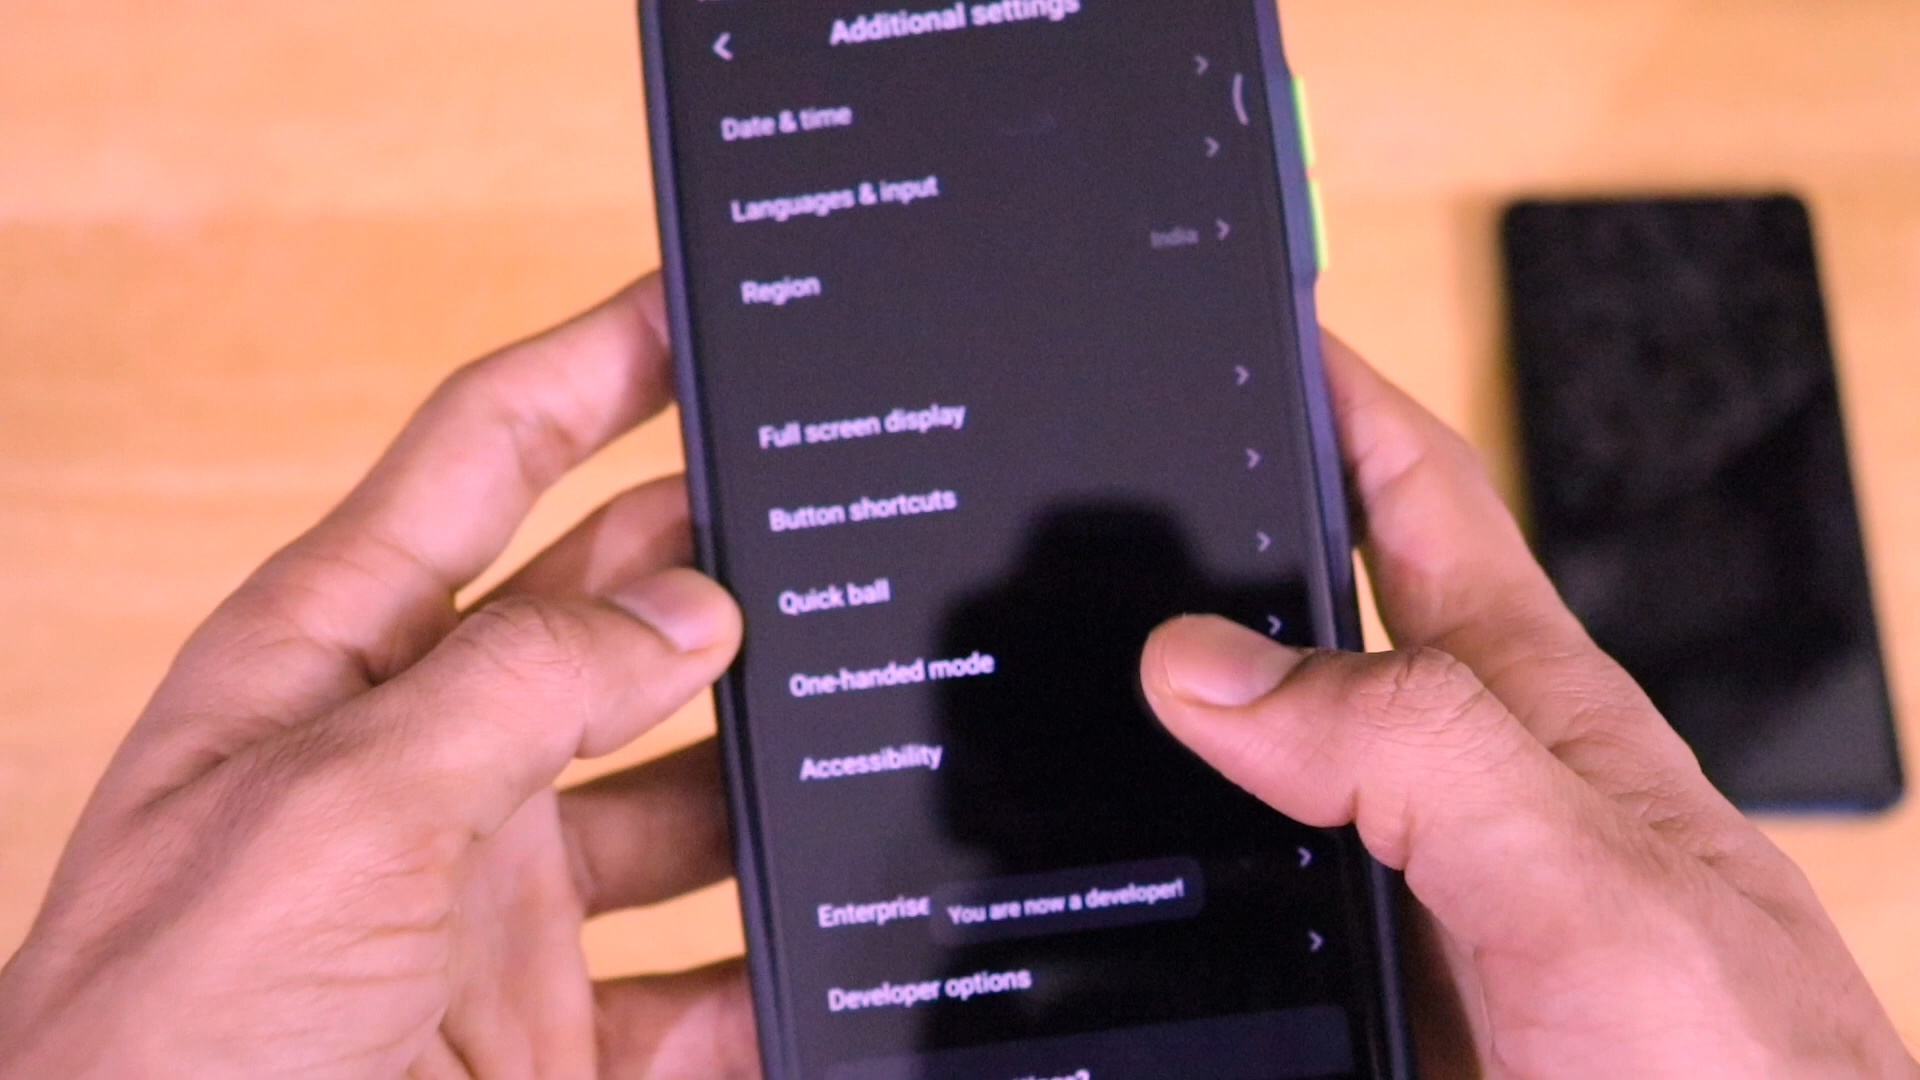 Additional settings
Date & time
Languages & input
Region
India
Full screen display
Button shortcuts
Quick ball
One-handed mode
Accessibility
Enterprise
You are now a developer!
Developer options